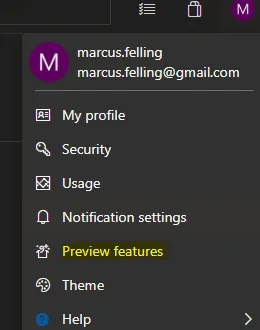 M
M
marcus.felling
marcus.felling@gmail.com
My profile
Security
Usage
Notification settings
Preview features
Theme
Help